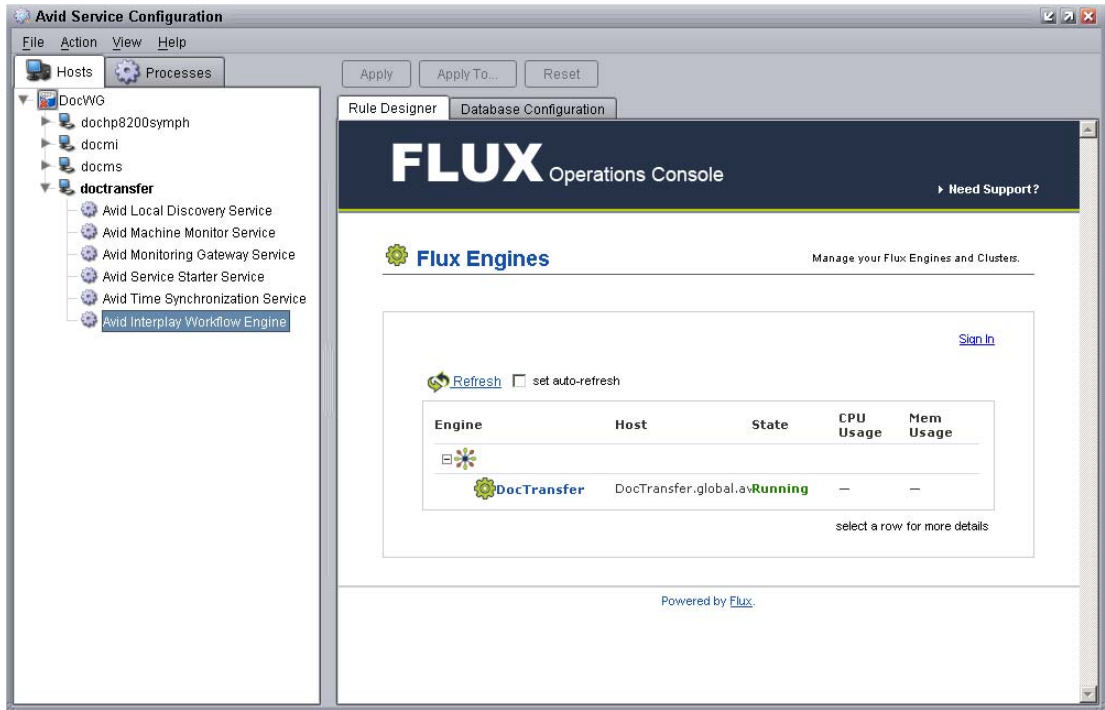 Avid Service Configuration
File Action View Help
Hosts Processes
DocWG
dochp8200symph
docmi
docms
doctransfer
Avid Local Discovery Service
Avid Machine Monitor Service
Avid Monitoring Gateway Service
Avid Service Starter Service
Avid Time Synchronization Service
Avid Interplay Workflow Engine
Apply Apply To... Reset
Rule Designer Database Configuration
FLUX Operations Console
Need Support?
Flux Engines
Manage your Flux Engines and Clusters.
Sign In
Refresh set auto-refresh
Engine Host State CPU Usage Mem Usage
DocTransfer DocTransfer.global.av Running — —
select a row for more details
Powered by Flux.